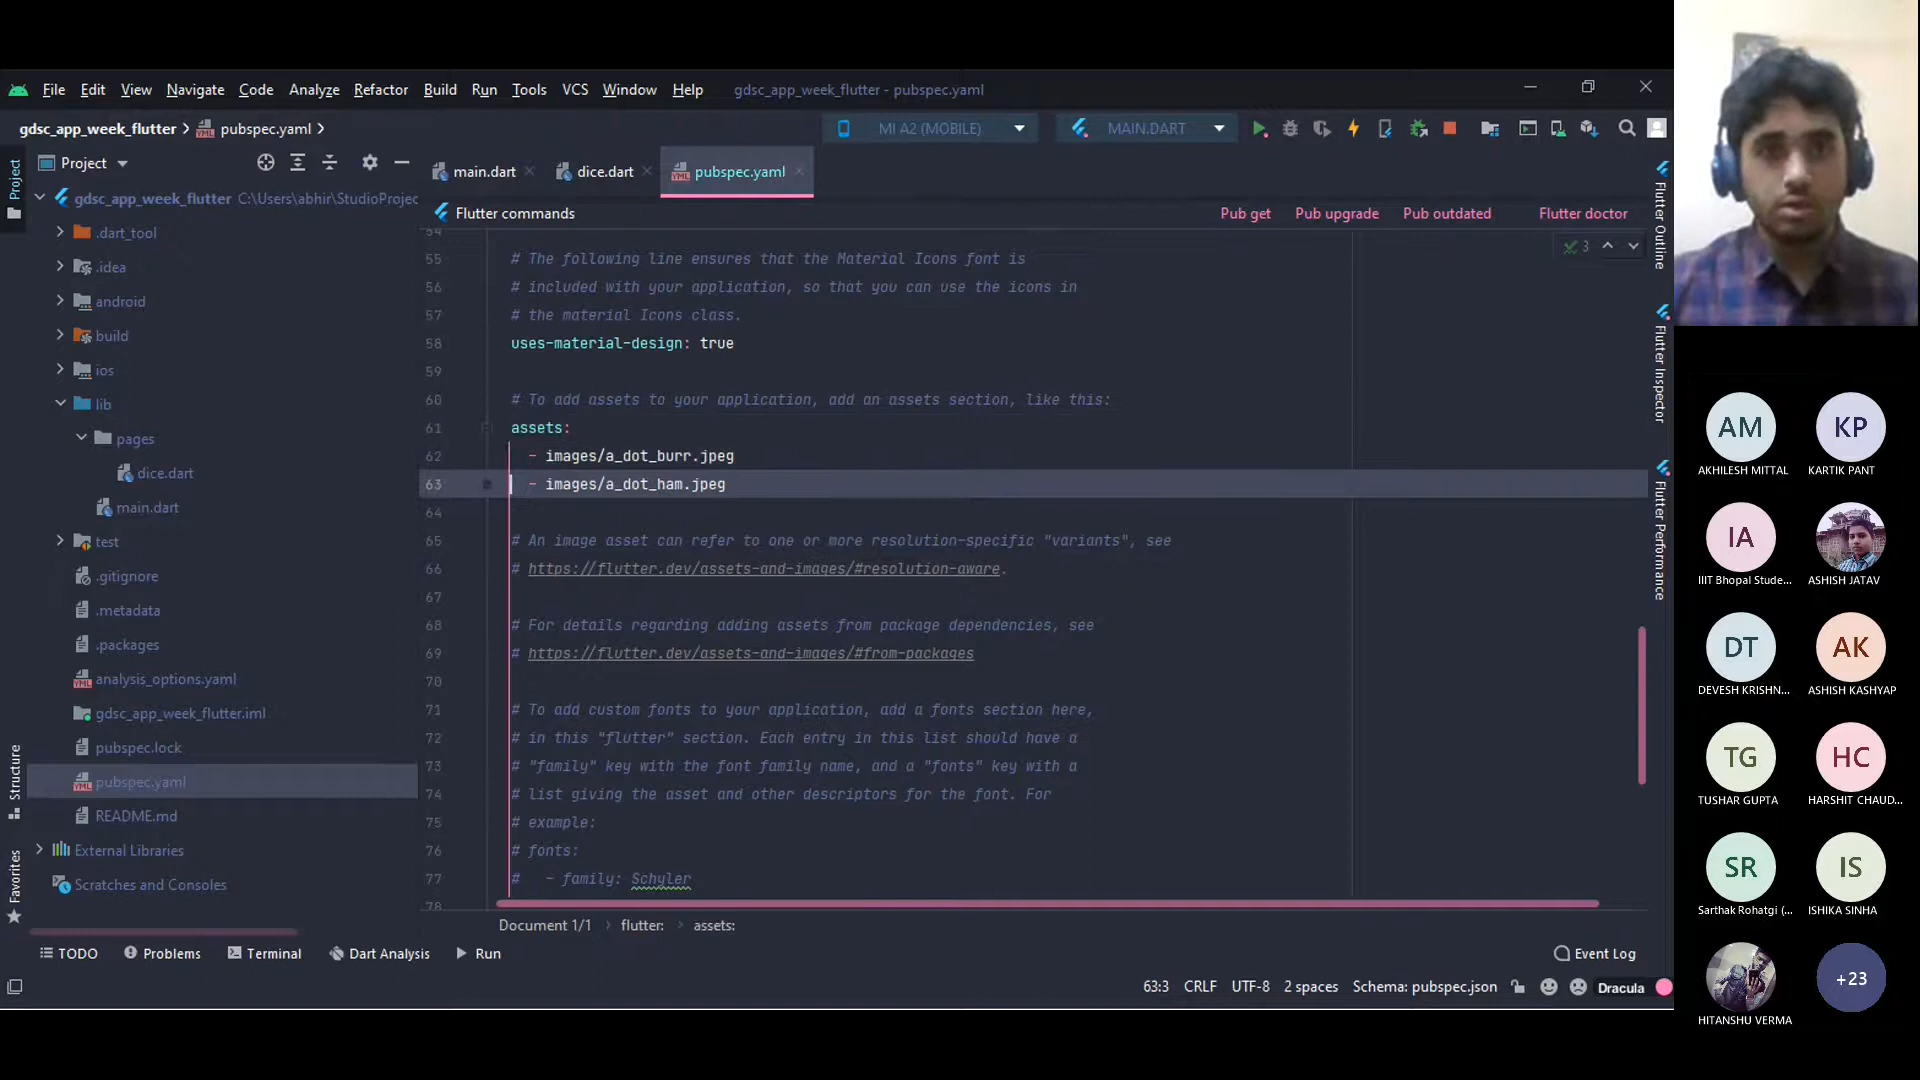 File Edit View Navigate Code Analyze Refactor Build Run Tools VCS Window Help gdsc_app_week_flutter - pubspec.yaml
gdsc_app_week_flutter pubspec.yaml
MI A2 (MOBILE) MAIN.DART
Project
Project
main.dart
dice.dart
pubspec.yaml
gdsc_app_week_flutter C:\Users\abhir\StudioProjec
.dart_tool
.idea
android
build
ios
lib
pages
dice.dart
main.dart
test
.gitignore
.metadata
.packages
analysis_options.yaml
gdsc_app_week_flutter.iml
pubspec.lock
pubspec.yaml
README.md
External Libraries
Scratches and Consoles
Structure
Favorites
Flutter commands Pub get Pub upgrade Pub outdated Flutter doctor
3
54
55 # The following line ensures that the Material Icons font is
56 # included with your application, so that you can use the icons in
57 # the material Icons class.
58 uses-material-design: true
59
60 # To add assets to your application, add an assets section, like this:
61 assets:
62 - images/a_dot_burr.jpeg
63 - images/a_dot_ham.jpeg
64
65 # An image asset can refer to one or more resolution-specific "variants", see
66 # https://flutter.dev/assets-and-images/#resolution-aware.
67
68 # For details regarding adding assets from package dependencies, see
69 # https://flutter.dev/assets-and-images/#from-packages
70
71 # To add custom fonts to your application, add a fonts section here,
72 # in this "flutter" section. Each entry in this list should have a
73 # "family" key with the font family name, and a "fonts" key with a
74 # list giving the asset and other descriptors for the font. For
75 # example:
76 # fonts:
77 # - family: Schyler
78
Document 1/1 flutter: assets:
Flutter Outline
Flutter Inspector
Flutter Performance
TODO Problems Terminal Dart Analysis Run Event Log
63:3 CRLF UTF-8 2 spaces Schema: pubspec.json Dracula
AM KP
AKHILESH MITTAL KARTIK PANT
IA
IIIT Bhopal Stude... ASHISH JATAV
DT AK
DEVESH KRISHN... ASHISH KASHYAP
TG HC
TUSHAR GUPTA HARSHIT CHAUD...
SR IS
Sarthak Rohatgi (... ISHIKA SINHA
+23
HITANSHU VERMA